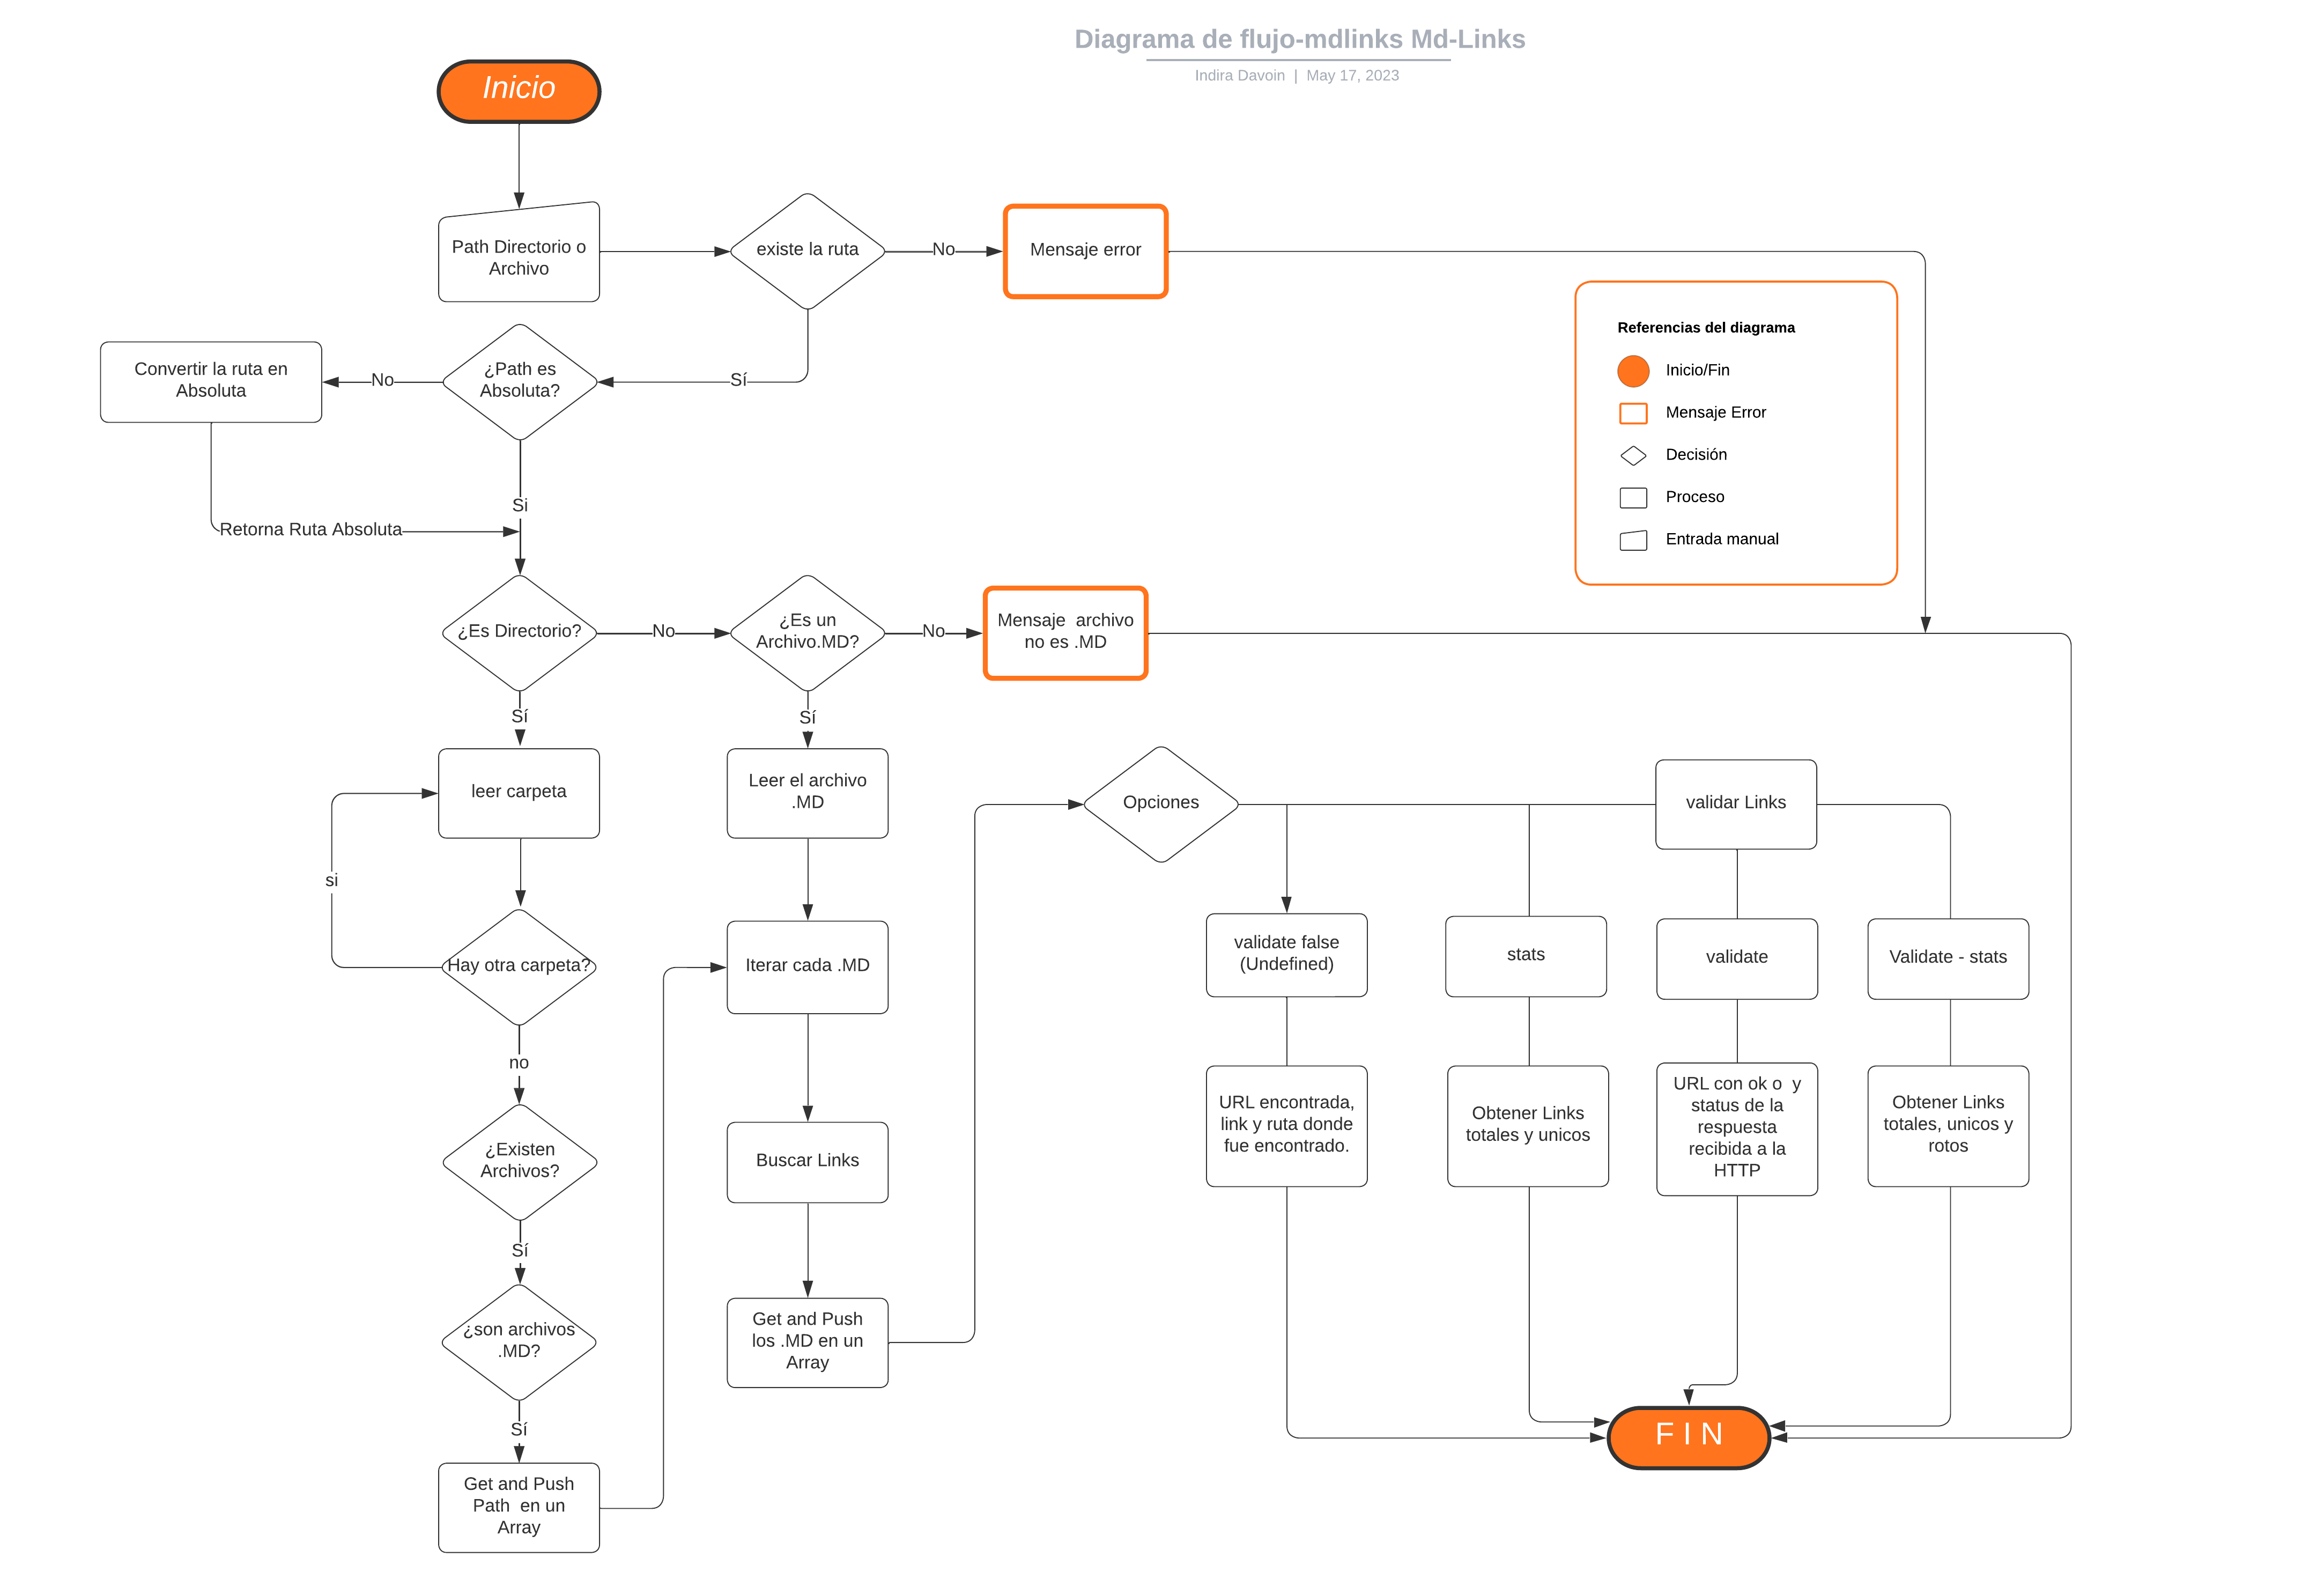 Diagrama de flujo-mdlinks Md-Links
Indira Davoin | May 17, 2023
Inicio
Path Directorio o
Archivo
existe la ruta
No
Mensaje error
Referencias del diagrama
Inicio/Fin
Mensaje Error
Decisión
Proceso
Entrada manual
Convertir la ruta en
Absoluta
No
¿Path es
Absoluta?
Sí
Si
Retorna Ruta Absoluta
¿Es Directorio?
No
¿Es un
Archivo.MD?
No
Mensaje  archivo
no es .MD
Sí
Sí
leer carpeta
Leer el archivo
.MD
Opciones
validar Links
si
Hay otra carpeta?
Iterar cada .MD
validate false
(Undefined)
stats
validate
Validate - stats
no
¿Existen
Archivos?
Buscar Links
URL encontrada,
link y ruta donde
fue encontrado.
Obtener Links
totales y unicos
URL con ok o  y
status de la
respuesta
recibida a la
HTTP
Obtener Links
totales, unicos y
rotos
Sí
¿son archivos
.MD?
Get and Push
los .MD en un
Array
Sí
F I N
Get and Push
Path  en un
Array